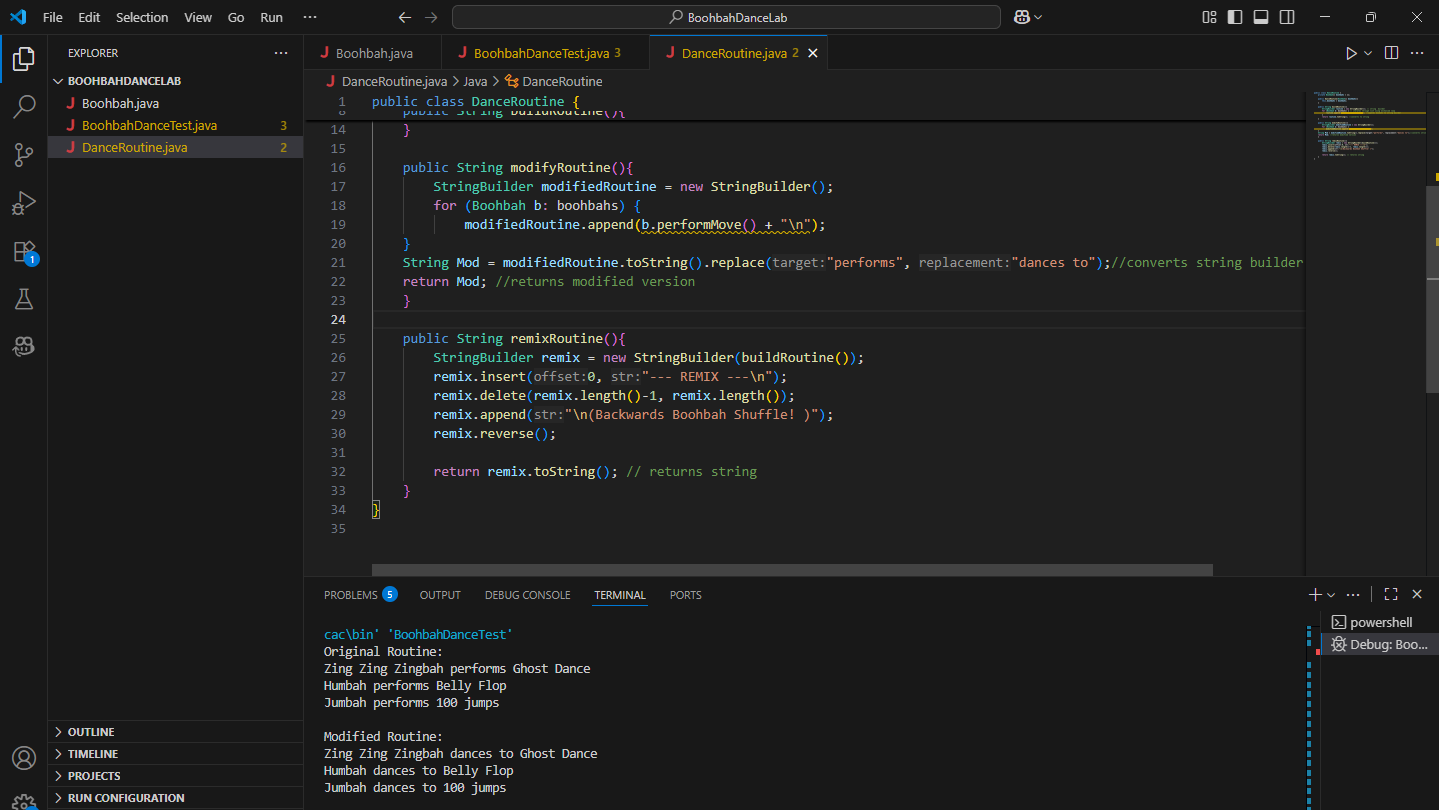 File Edit Selection View Go Run ··· BoohbahDanceLab
EXPLORER ···
BOOHBAHDANCELAB
J Boohbah.java
J BoohbahDanceTest.java 3
J DanceRoutine.java 2
1
OUTLINE
TIMELINE
PROJECTS
RUN CONFIGURATION
J Boohbah.java J BoohbahDanceTest.java 3 J DanceRoutine.java 2
J DanceRoutine.java > Java > DanceRoutine
1 public class DanceRoutine {
8 public String buildRoutine(){
14 }
15
16 public String modifyRoutine(){
17 StringBuilder modifiedRoutine = new StringBuilder();
18 for (Boohbah b: boohbahs) {
19 modifiedRoutine.append(b.performMove() + "\n");
20 }
21 String Mod = modifiedRoutine.toString().replace(target:"performs", replacement:"dances to");//converts string builder
22 return Mod; //returns modified version
23 }
24
25 public String remixRoutine(){
26 StringBuilder remix = new StringBuilder(buildRoutine());
27 remix.insert(offset:0, str:"--- REMIX ---\n");
28 remix.delete(remix.length()-1, remix.length());
29 remix.append(str:"\n(Backwards Boohbah Shuffle! )");
30 remix.reverse();
31
32 return remix.toString(); // returns string
33 }
34 }
35
PROBLEMS 5 OUTPUT DEBUG CONSOLE TERMINAL PORTS
cac\bin' 'BoohbahDanceTest'
Original Routine:
Zing Zing Zingbah performs Ghost Dance
Humbah performs Belly Flop
Jumbah performs 100 jumps
Modified Routine:
Zing Zing Zingbah dances to Ghost Dance
Humbah dances to Belly Flop
Jumbah dances to 100 jumps
powershell
Debug: Boo...